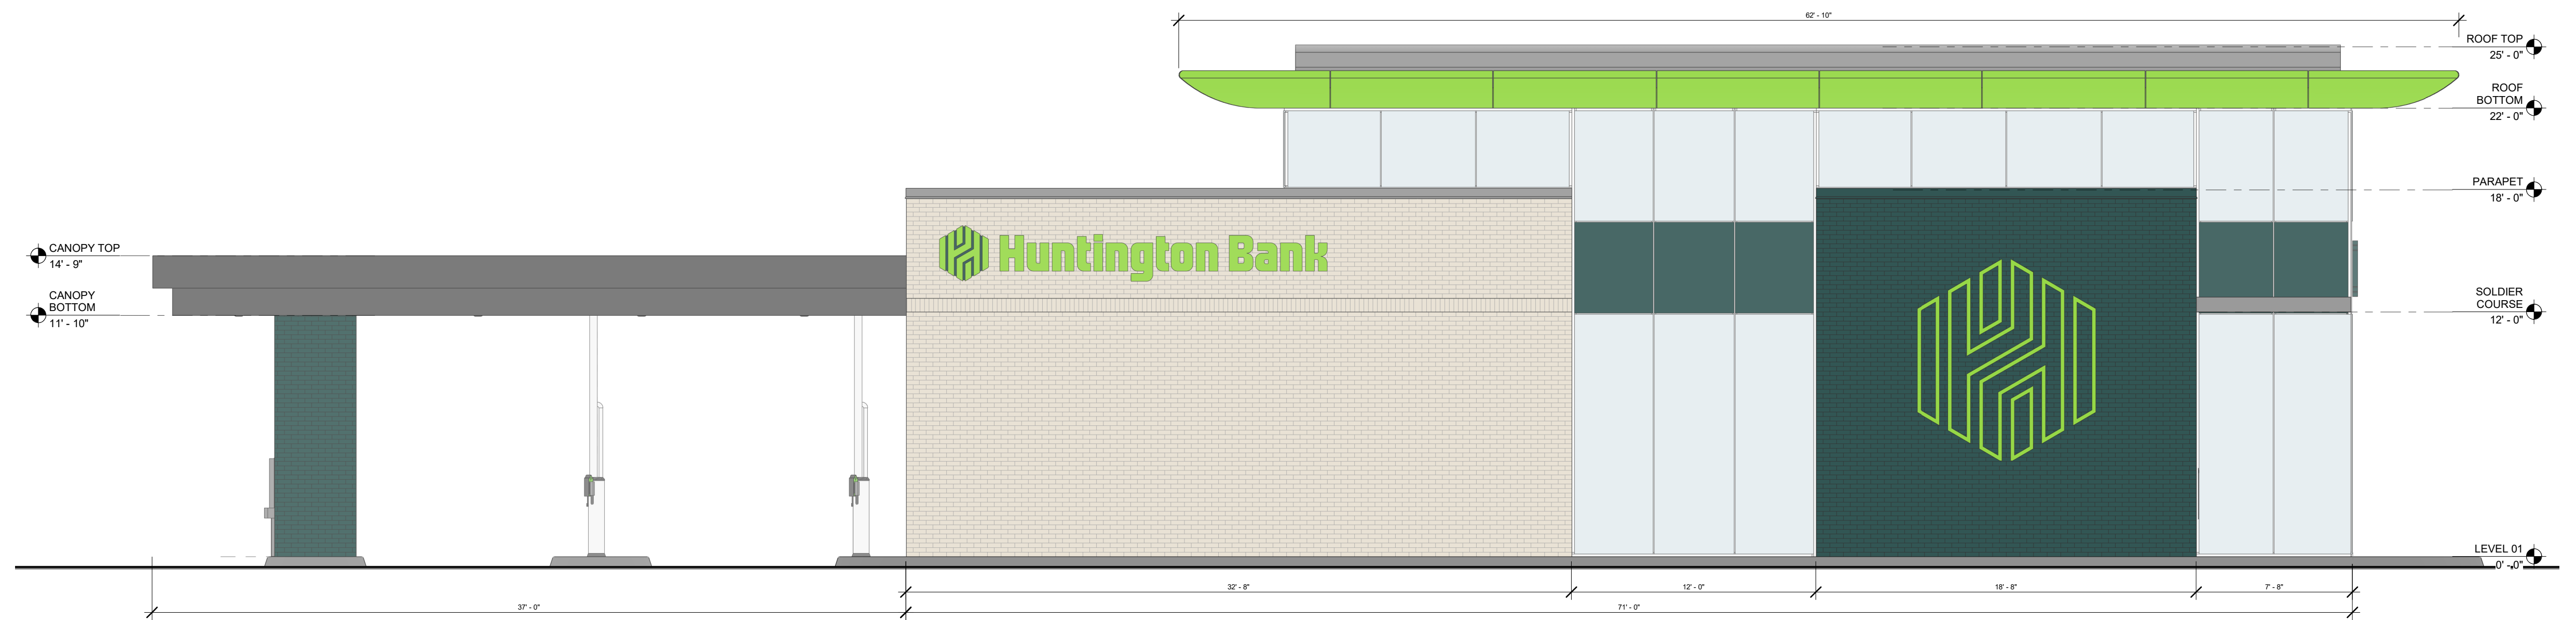 62' - 10"
ROOF TOP
25' - 0"
ROOF
BOTTOM
22' - 0"
PARAPET
18' - 0"
Huntington Bank
CANOPY TOP
14' - 9"
CANOPY
BOTTOM
11' - 10"
SOLDIER
COURSE
12' - 0"
LEVEL 01
0' - 0"
32' - 8"
12' - 0"
18' - 8"
7' - 8"
37' - 0"
71' - 0"